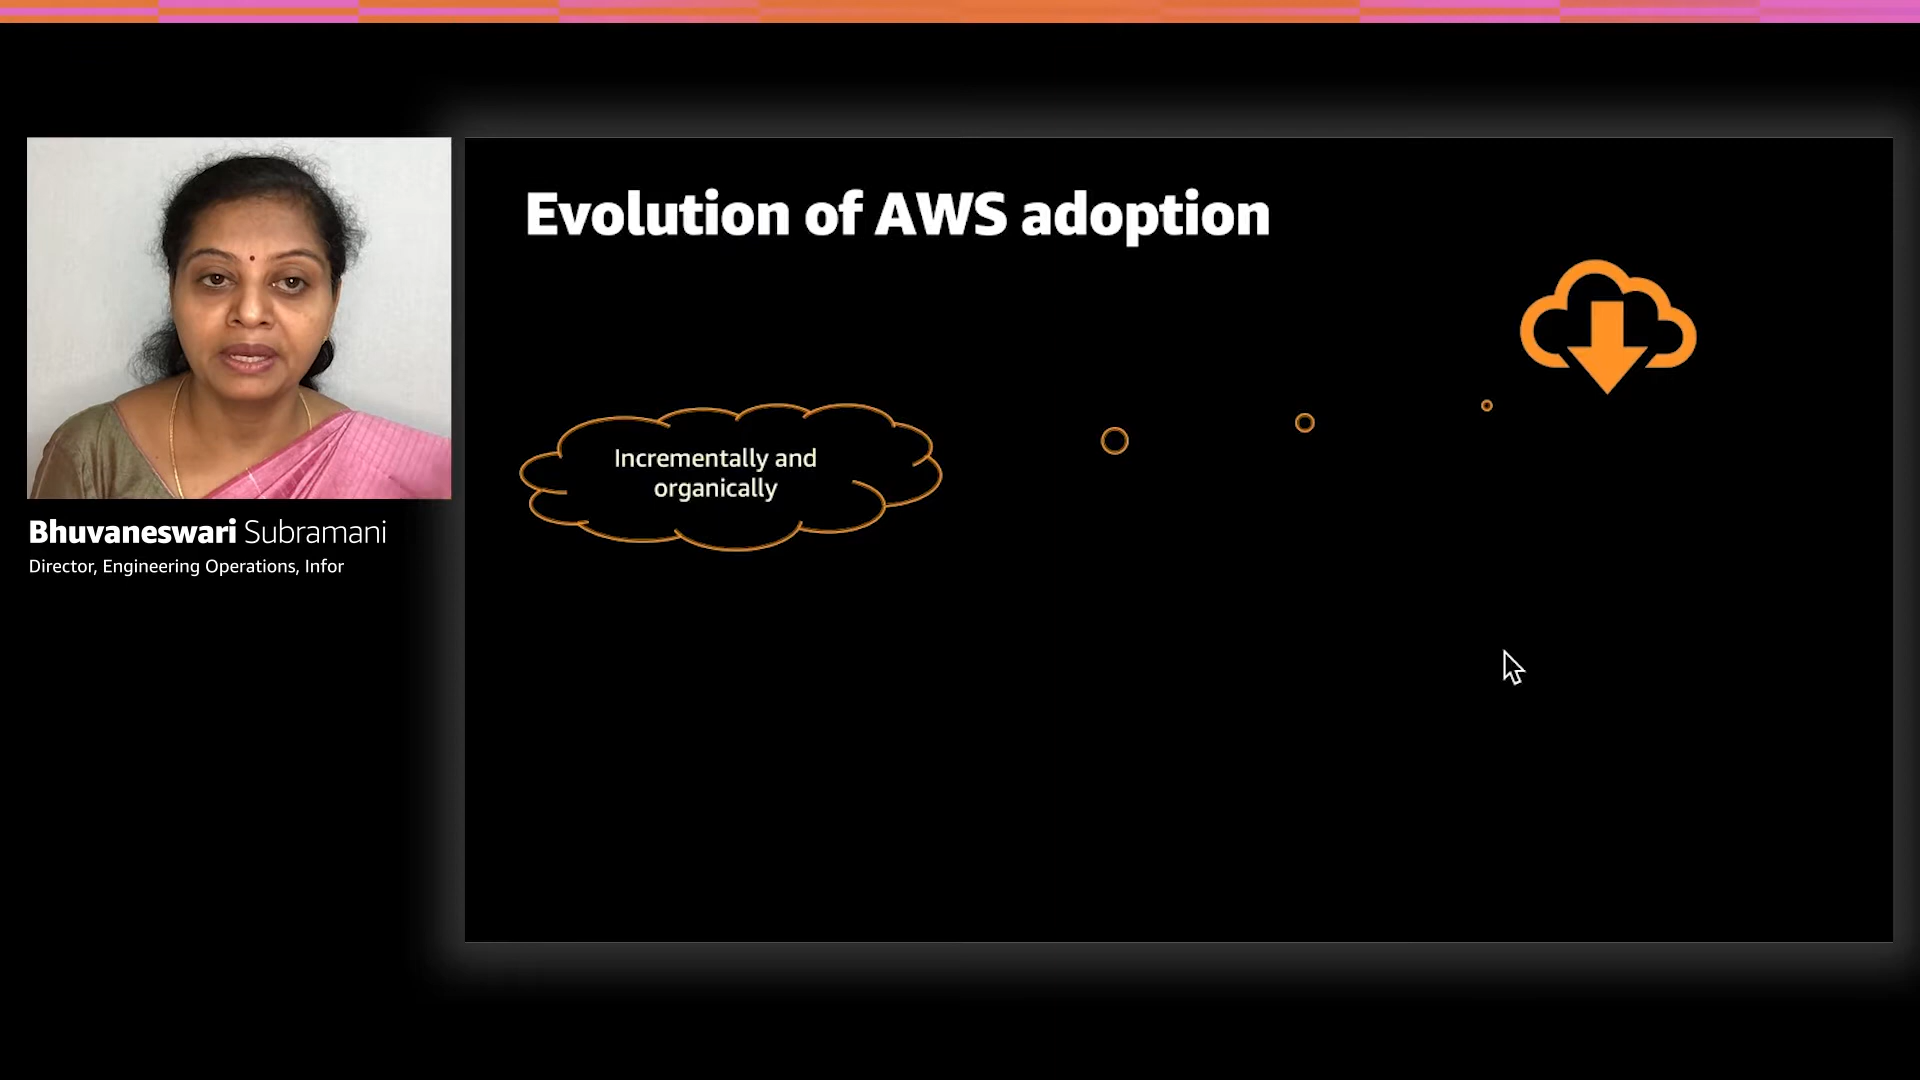 Evolution of AWS adoption
Incrementally and
organically
Bhuvaneswari Subramani
Director, Engineering Operations, Infor